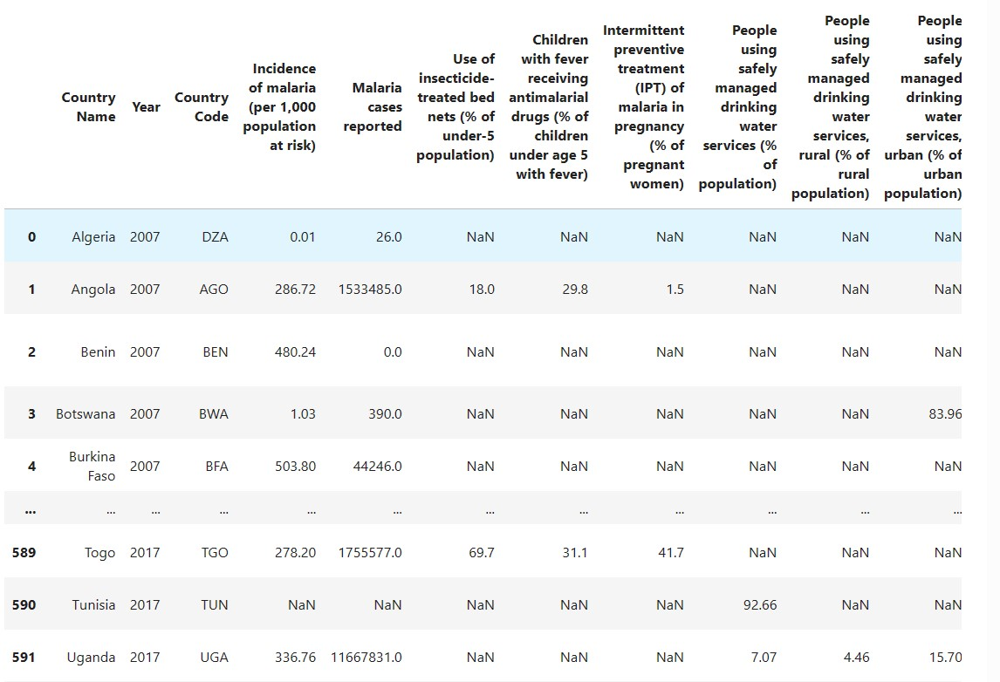 Country Name Year Country Code Incidence of malaria (per 1,000 population at risk) Malaria cases reported Use of insecticide-treated bed nets (% of under-5 population) Children with fever receiving antimalarial drugs (% of children under age 5 with fever) Intermittent preventive treatment (IPT) of malaria in pregnancy (% of pregnant women) People using safely managed drinking water services (% of population) People using safely managed drinking water services, rural (% of rural population) People using safely managed drinking water services, urban (% of urban population)
0 Algeria 2007 DZA 0.01 26.0 NaN NaN NaN NaN NaN NaN
1 Angola 2007 AGO 286.72 1533485.0 18.0 29.8 1.5 NaN NaN NaN
2 Benin 2007 BEN 480.24 0.0 NaN NaN NaN NaN NaN NaN
3 Botswana 2007 BWA 1.03 390.0 NaN NaN NaN NaN NaN 83.96
4 Burkina Faso 2007 BFA 503.80 44246.0 NaN NaN NaN NaN NaN NaN
... ... ... ... ... ... ... ... ... ... ... ...
589 Togo 2017 TGO 278.20 1755577.0 69.7 31.1 41.7 NaN NaN NaN
590 Tunisia 2017 TUN NaN NaN NaN NaN NaN 92.66 NaN NaN
591 Uganda 2017 UGA 336.76 11667831.0 NaN NaN NaN 7.07 4.46 15.70